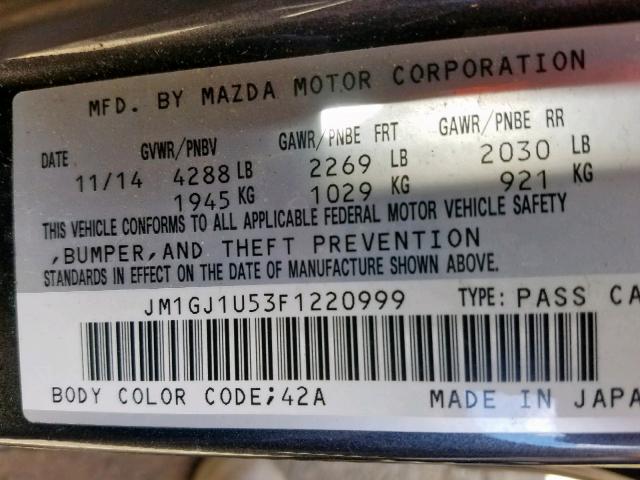 MFD. BY MAZDA MOTOR CORPORATION
DATE GVWR/PNBV GAWR/PNBE FRT GAWR/PNBE RR
11/14 4288 LB 2269 LB 2030 LB
1945 KG 1029 KG 921 KG
THIS VEHICLE CONFORMS TO ALL APPLICABLE FEDERAL MOTOR VEHICLE SAFETY
,BUMPER,AND THEFT PREVENTION
STANDARDS IN EFFECT ON THE DATE OF MANUFACTURE SHOWN ABOVE.
JM1GJ1U53F1220999 TYPE: PASS CA
BODY COLOR CODE;42A MADE IN JAPA